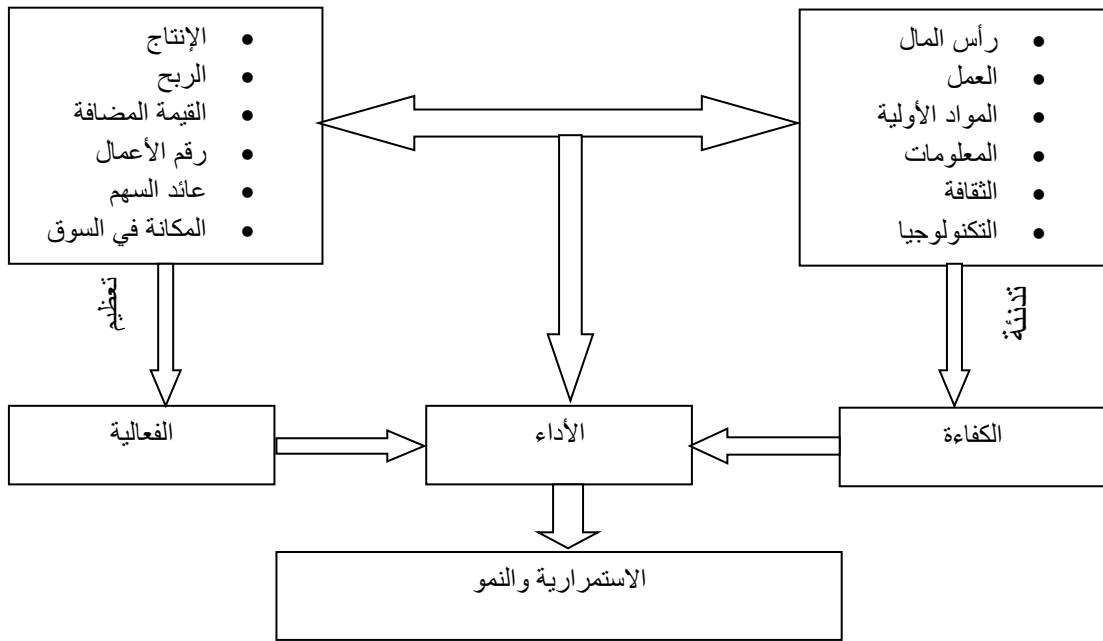 • رأس المال
• العمل
• المواد الأولية
• المعلومات
• الثقافة
• التكنولوجيا
• الإنتاج
• الربح
• القيمة المضافة
• رقم الأعمال
• عائد السهم
• المكانة في السوق
تدنئة
تعظيم
الكفاءة
الأداء
الفعالية
الاستمرارية والنمو